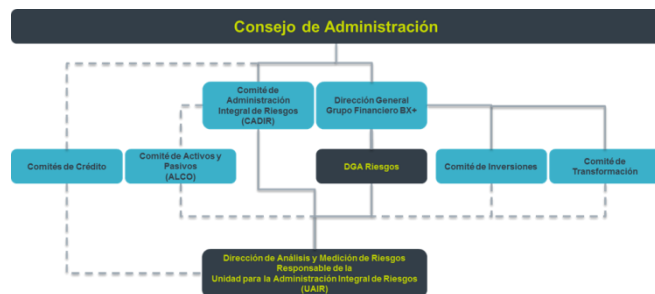 Consejo de Administración
Comité de
Administración
Integral de Riesgos
(CADIR)
Dirección General
Grupo Financiero BX+
Comités de Crédito
Comité de Activos y
Pasivos
(ALCO)
DGA Riesgos
Comité de Inversiones
Comité de
Transformación
Dirección de Análisis y Medición de Riesgos
Responsable de la
Unidad para la Administración Integral de Riesgos
(UAIR)